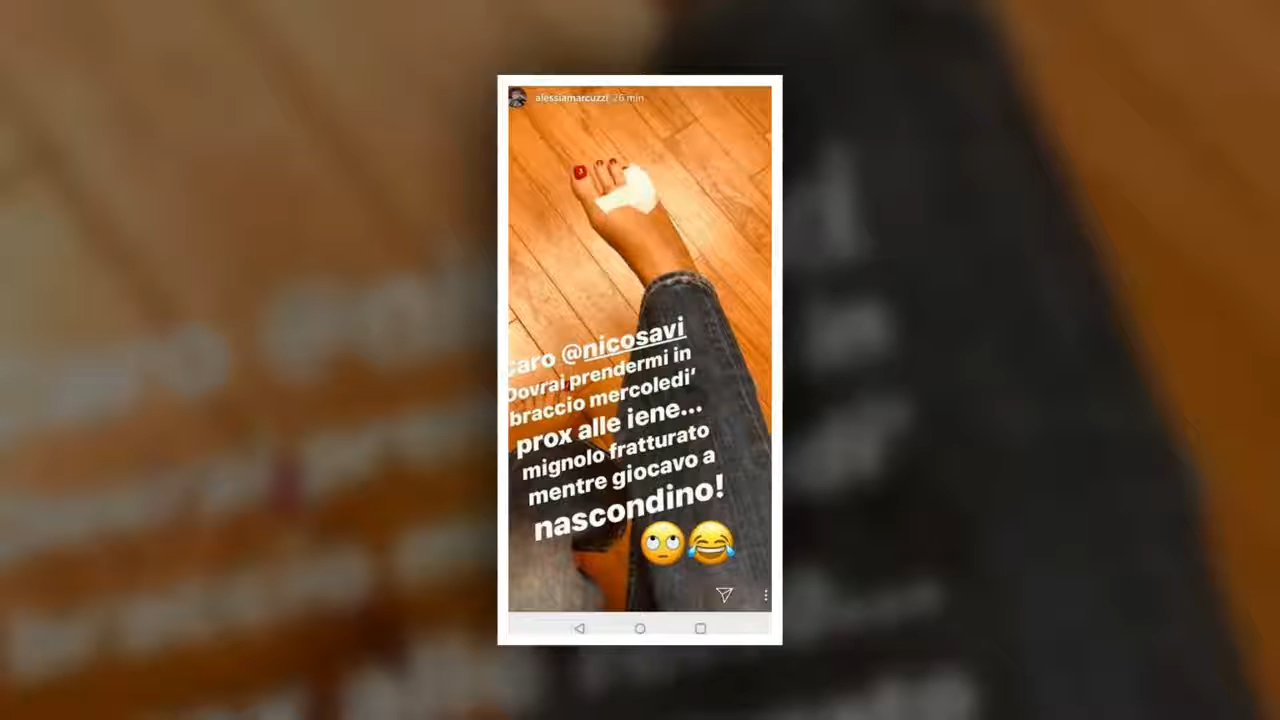 alessiamarcuzzi 26 min
caro @nicosavi
Dovrai prendermi in
braccio mercoledi'
prox alle iene...
mignolo fratturato
mentre giocavo a
nascondino!